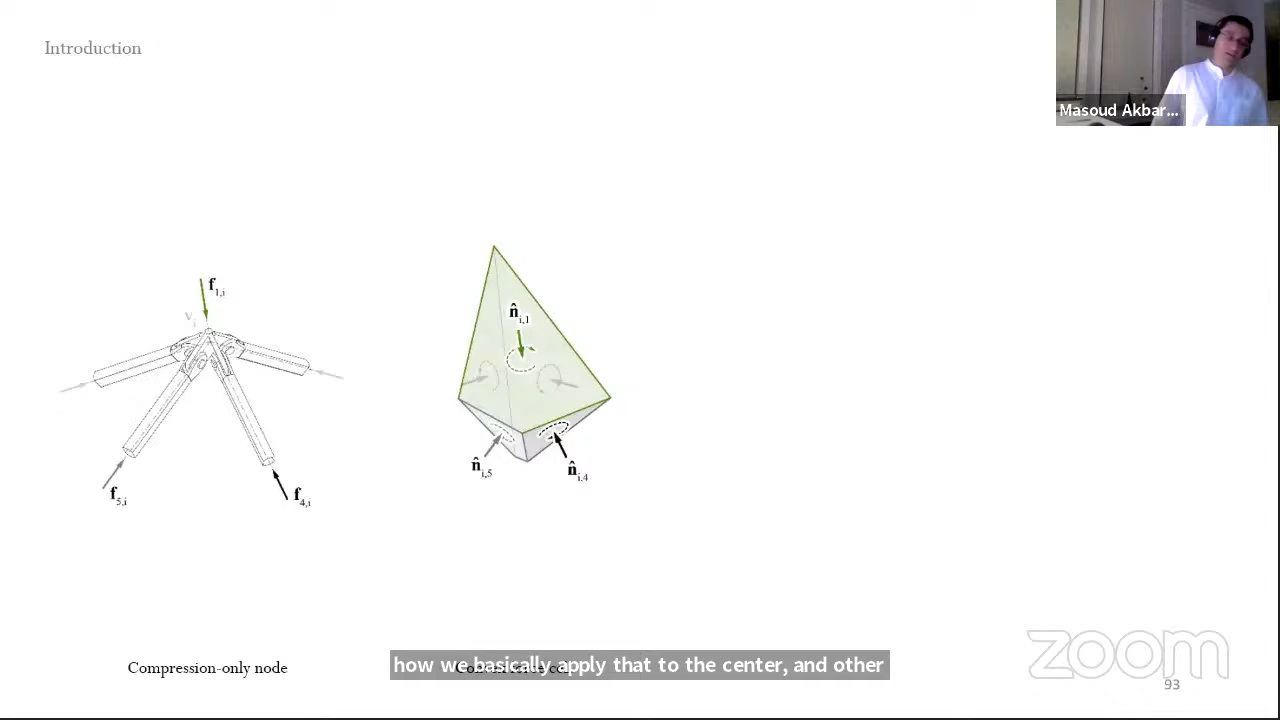 Introduction
Masoud Akbar...
f1,i
vi
n̂i,1
n̂i,5
n̂i,4
f5,i
f4,i
Compression-only node
how we basically apply that to the center, and other
zoom
93